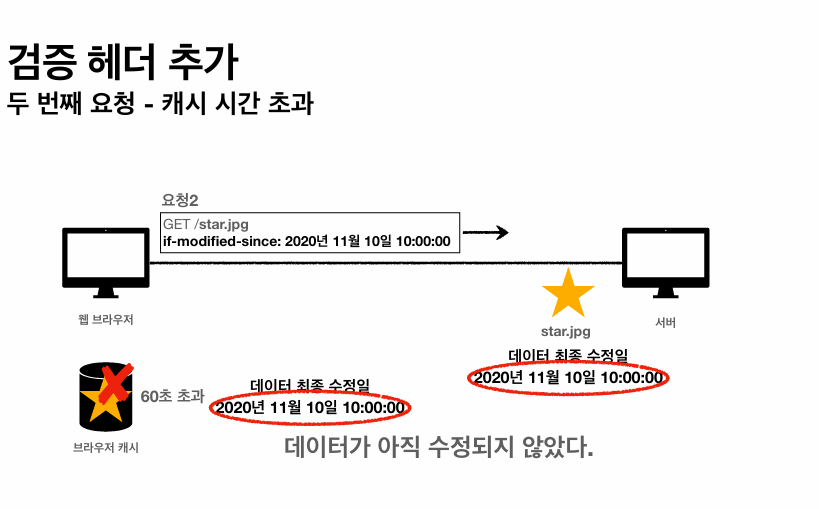 검증 헤더 추가
두 번째 요청 - 캐시 시간 초과
요청2
GET /star.jpg
if-modified-since: 2020년 11월 10일 10:00:00
웹 브라우저
서버
star.jpg
데이터 최종 수정일
2020년 11월 10일 10:00:00
60초 초과
데이터 최종 수정일
2020년 11월 10일 10:00:00
브라우저 캐시
데이터가 아직 수정되지 않았다.